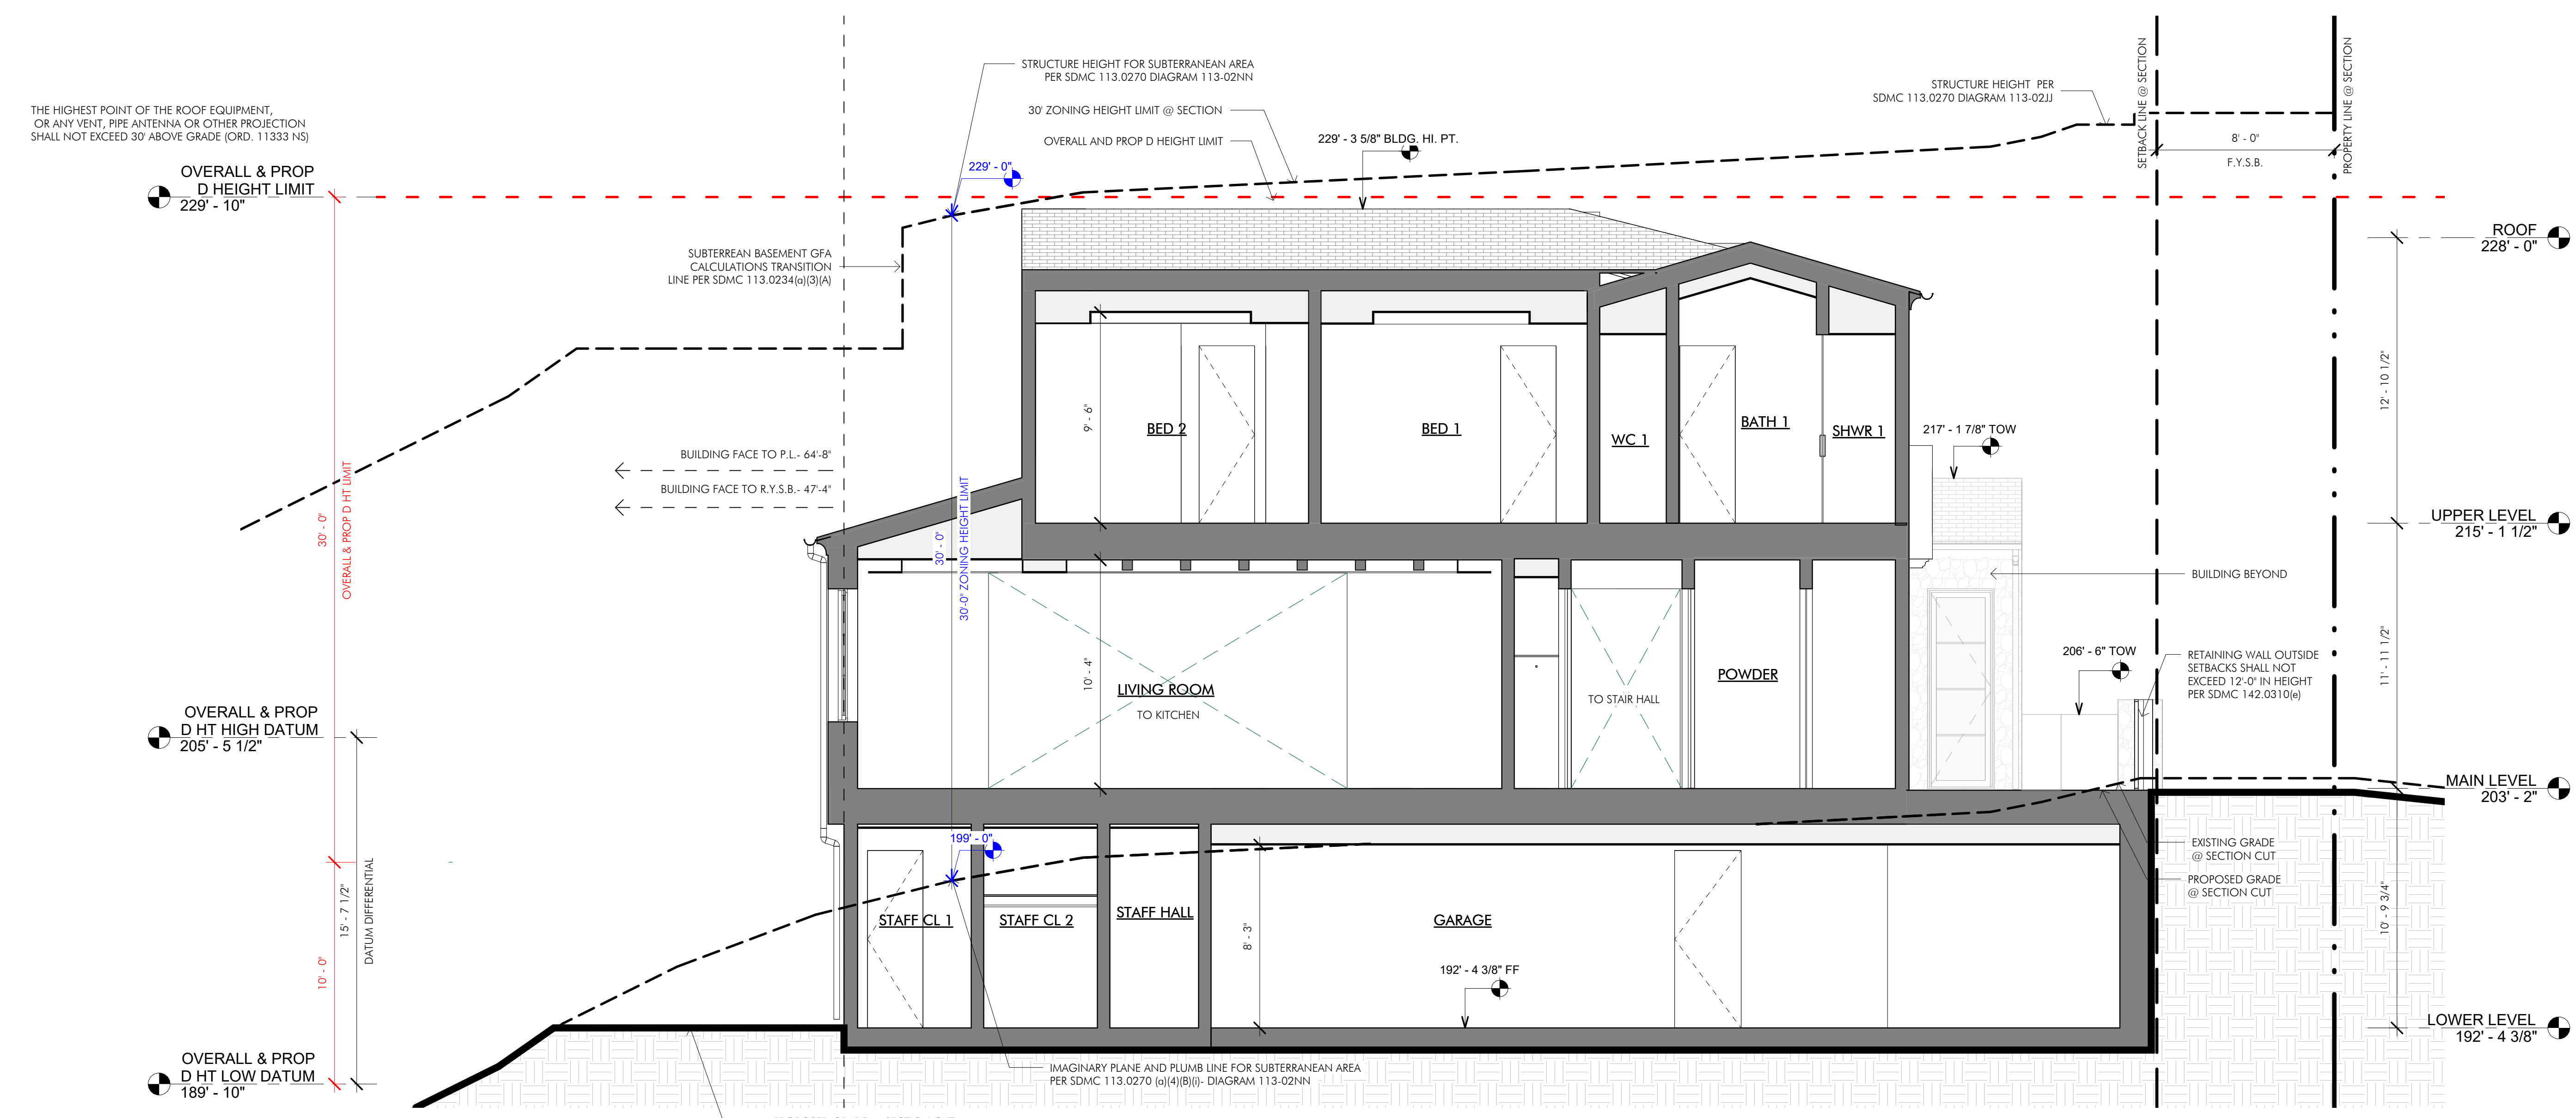 THE HIGHEST POINT OF THE ROOF EQUIPMENT,
OR ANY VENT, PIPE ANTENNA OR OTHER PROJECTION
SHALL NOT EXCEED 30' ABOVE GRADE (ORD. 11333 NS)
OVERALL & PROP
D HEIGHT LIMIT
229' - 10"
STRUCTURE HEIGHT FOR SUBTERRANEAN AREA
PER SDMC 113.0270 DIAGRAM 113-02NN
30' ZONING HEIGHT LIMIT @ SECTION
OVERALL AND PROP D HEIGHT LIMIT
229' - 3 5/8" BLDG. HI. PT.
229' - 0"
STRUCTURE HEIGHT PER
SDMC 113.0270 DIAGRAM 113-02JJ
SETBACK LINE @ SECTION
PROPERTY LINE @ SECTION
8' - 0"
F.Y.S.B.
ROOF
228' - 0"
SUBTERREAN BASEMENT GFA
CALCULATIONS TRANSITION
LINE PER SDMC 113.0234(a)(3)(A)
12' - 10 1/2"
9' - 6"
BED 2
BED 1
WC 1
BATH 1
SHWR 1
217' - 1 7/8" TOW
BUILDING FACE TO P.L.- 64'-8"
BUILDING FACE TO R.Y.S.B.- 47'-4"
30' - 0"
OVERALL & PROP D HT LIMIT
30' - 0"
30'-0" ZONING HEIGHT LIMIT
UPPER LEVEL
215' - 1 1/2"
BUILDING BEYOND
206' - 6" TOW
RETAINING WALL OUTSIDE
SETBACKS SHALL NOT
EXCEED 12'-0" IN HEIGHT
PER SDMC 142.0310(e)
11' - 11 1/2"
10' - 4"
LIVING ROOM
TO KITCHEN
TO STAIR HALL
POWDER
OVERALL & PROP
D HT HIGH DATUM
205' - 5 1/2"
MAIN LEVEL
203' - 2"
199' - 0"
EXISTING GRADE
@ SECTION CUT
PROPOSED GRADE
@ SECTION CUT
10' - 9 3/4"
15' - 7 1/2"
DATUM DIFFERENTIAL
10' - 0"
STAFF CL 1
STAFF CL 2
STAFF HALL
8' - 3"
GARAGE
192' - 4 3/8" FF
LOWER LEVEL
192' - 4 3/8"
OVERALL & PROP
D HT LOW DATUM
189' - 10"
IMAGINARY PLANE AND PLUMB LINE FOR SUBTERRANEAN AREA
PER SDMC 113.0270 (a)(4)(B)(i)- DIAGRAM 113-02NN